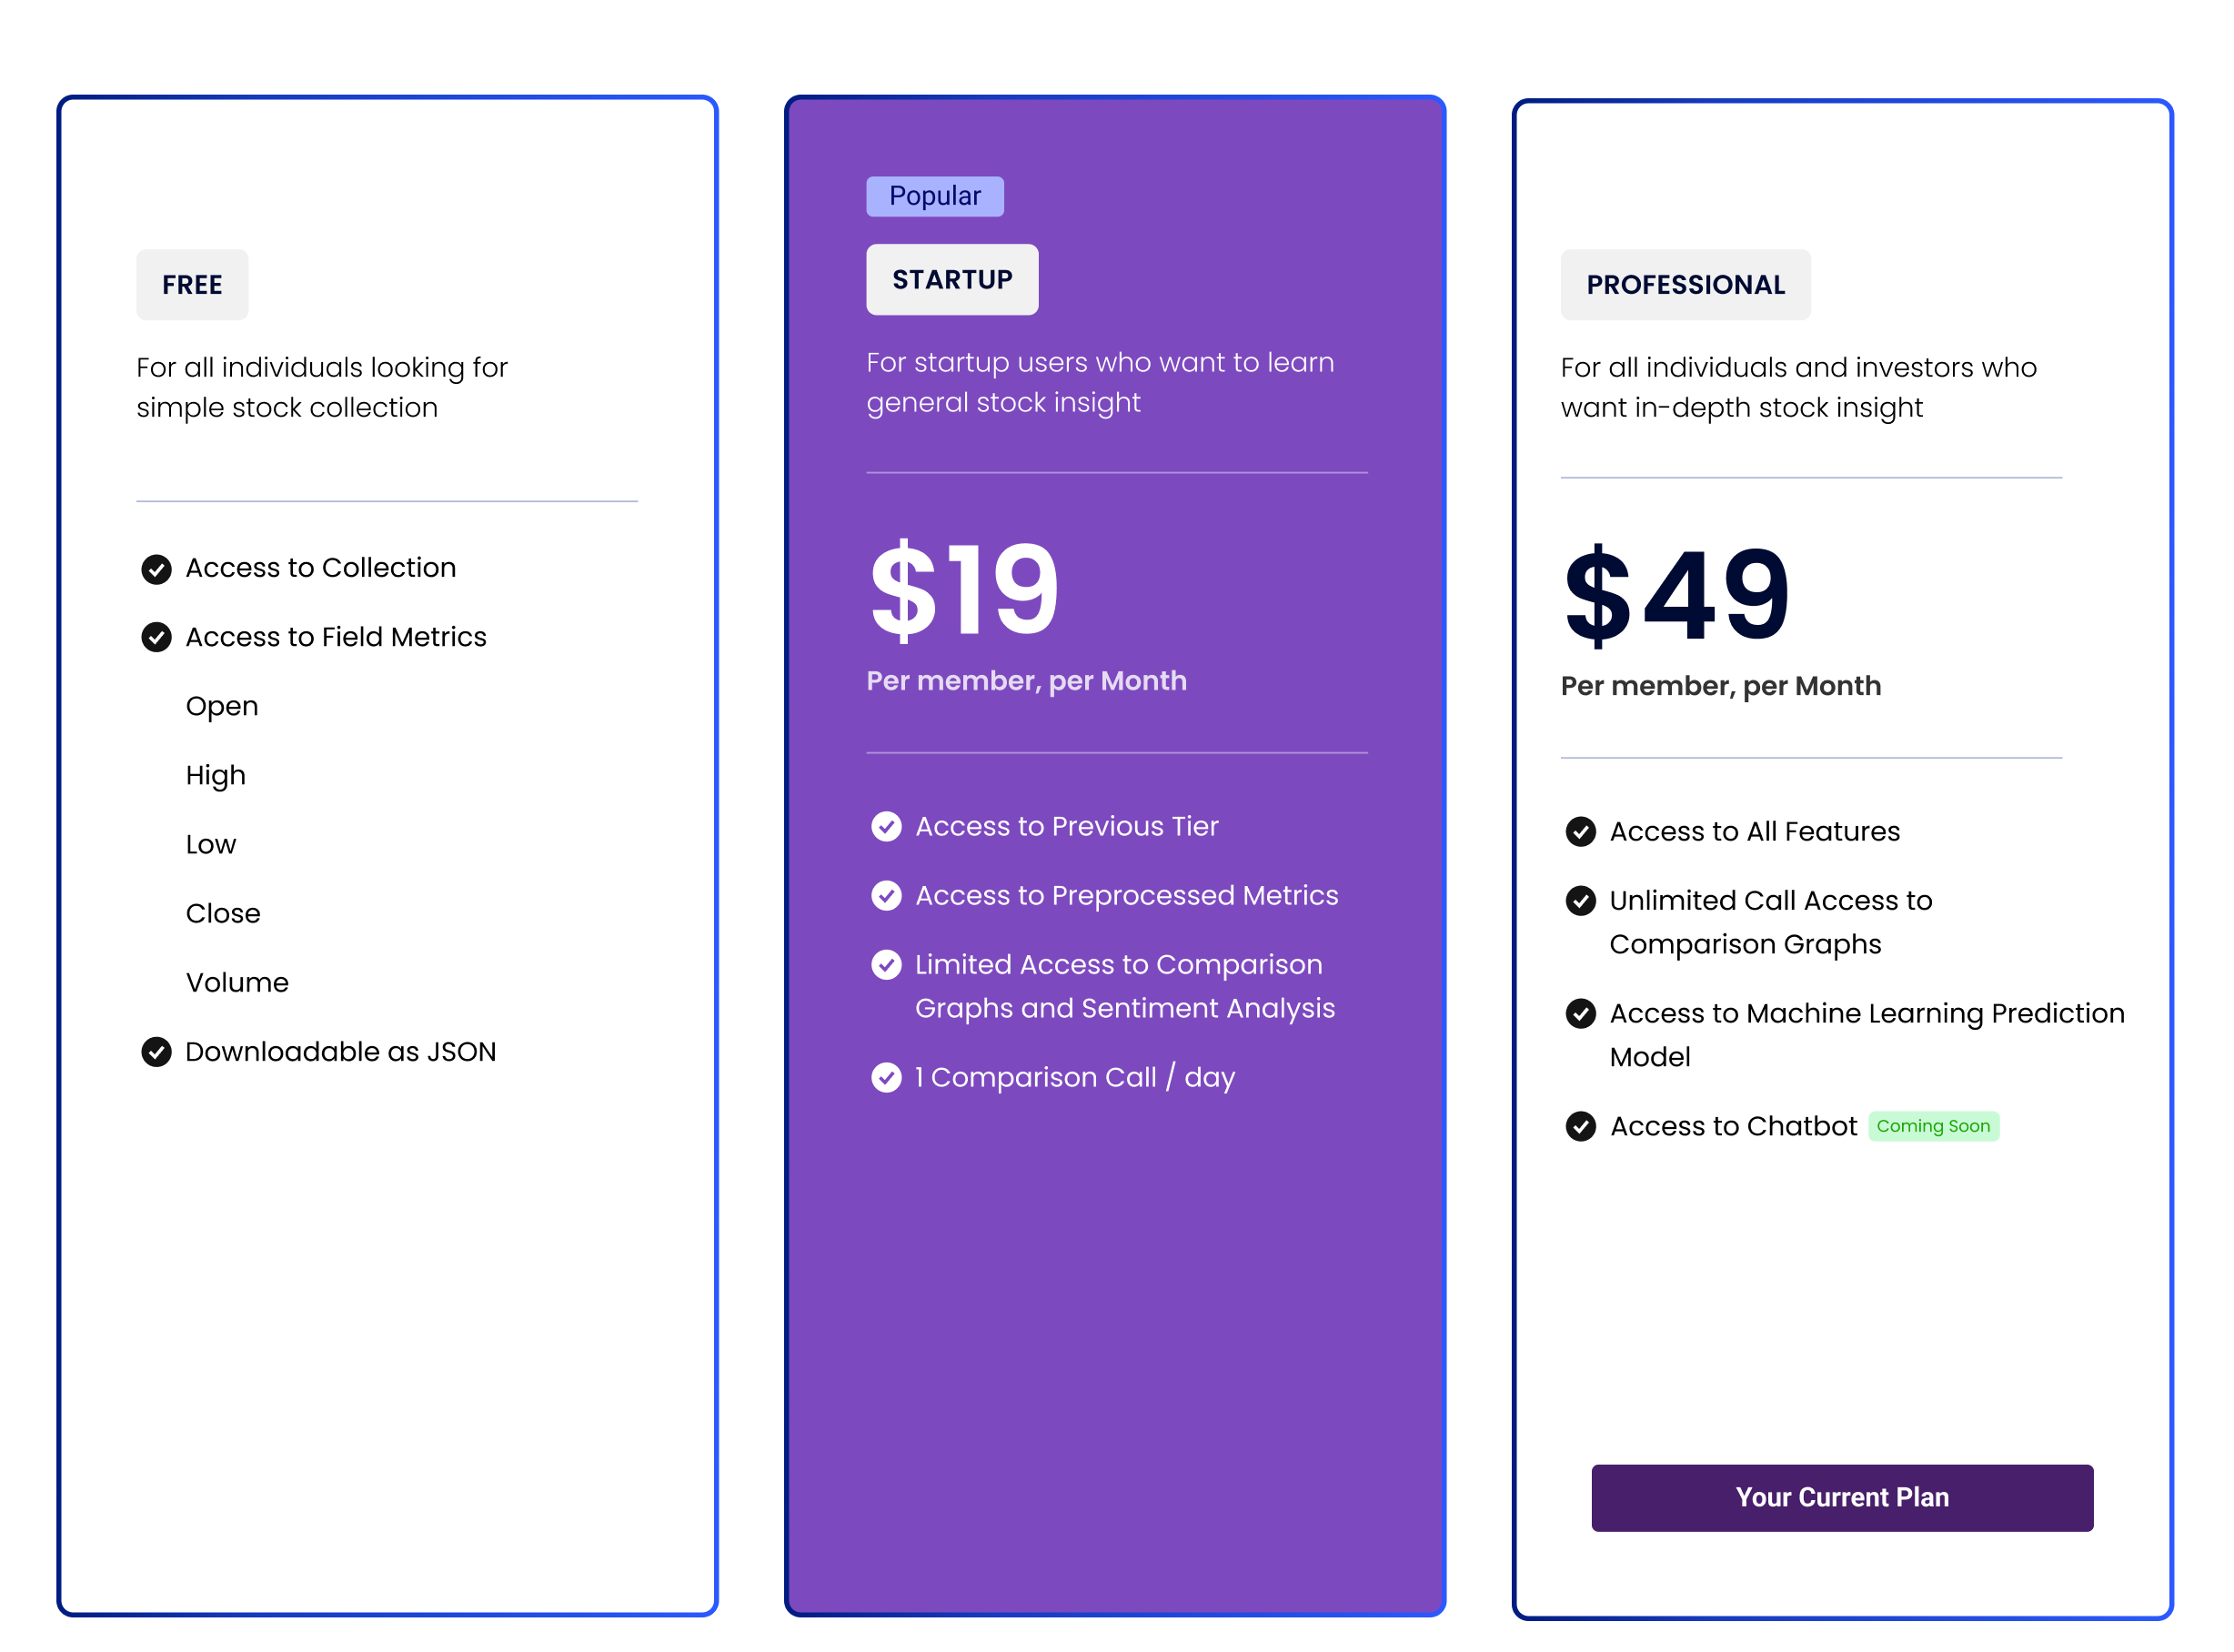 FREE
For all individuals looking for
simple stock collection
Access to Collection
Access to Field Metrics
Open
High
Low
Close
Volume
Downloadable as JSON
Popular
STARTUP
For startup users who want to learn
general stock insight
$19
Per member, per Month
Access to Previous Tier
Access to Preprocessed Metrics
Limited Access to Comparison
Graphs and Sentiment Analysis
1 Comparison Call / day
PROFESSIONAL
For all individuals and investors who
want in-depth stock insight
$49
Per member, per Month
Access to All Features
Unlimited Call Access to
Comparison Graphs
Access to Machine Learning Prediction
Model
Access to Chatbot Coming Soon
Your Current Plan